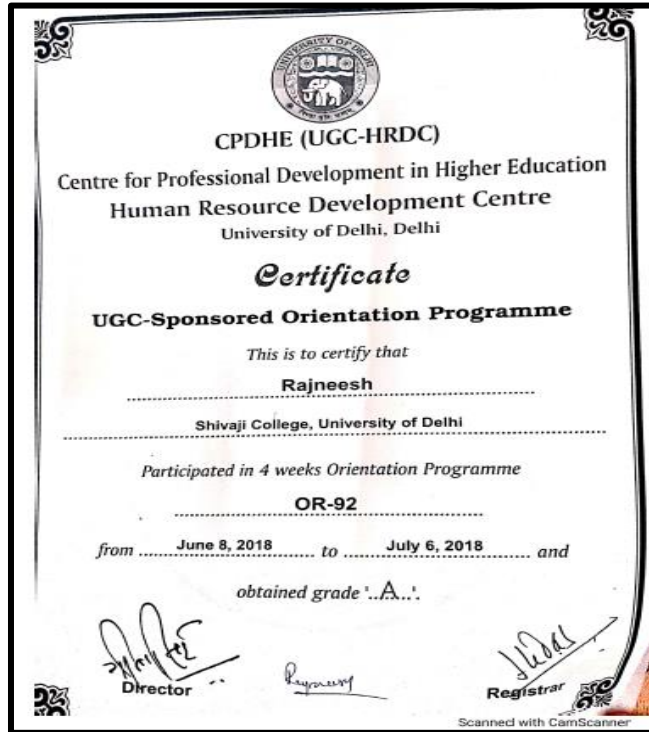 UNIVERSITY OF DELHI
CPDHE (UGC-HRDC)
Centre for Professional Development in Higher Education
Human Resource Development Centre
University of Delhi, Delhi
Certificate
UGC-Sponsored Orientation Programme
This is to certify that
Rajneesh
Shivaji College, University of Delhi
Participated in 4 weeks Orientation Programme
OR-92
from June 8, 2018 to July 6, 2018 and
obtained grade '..A..'.
Director
Registrar
Scanned with CamScanner